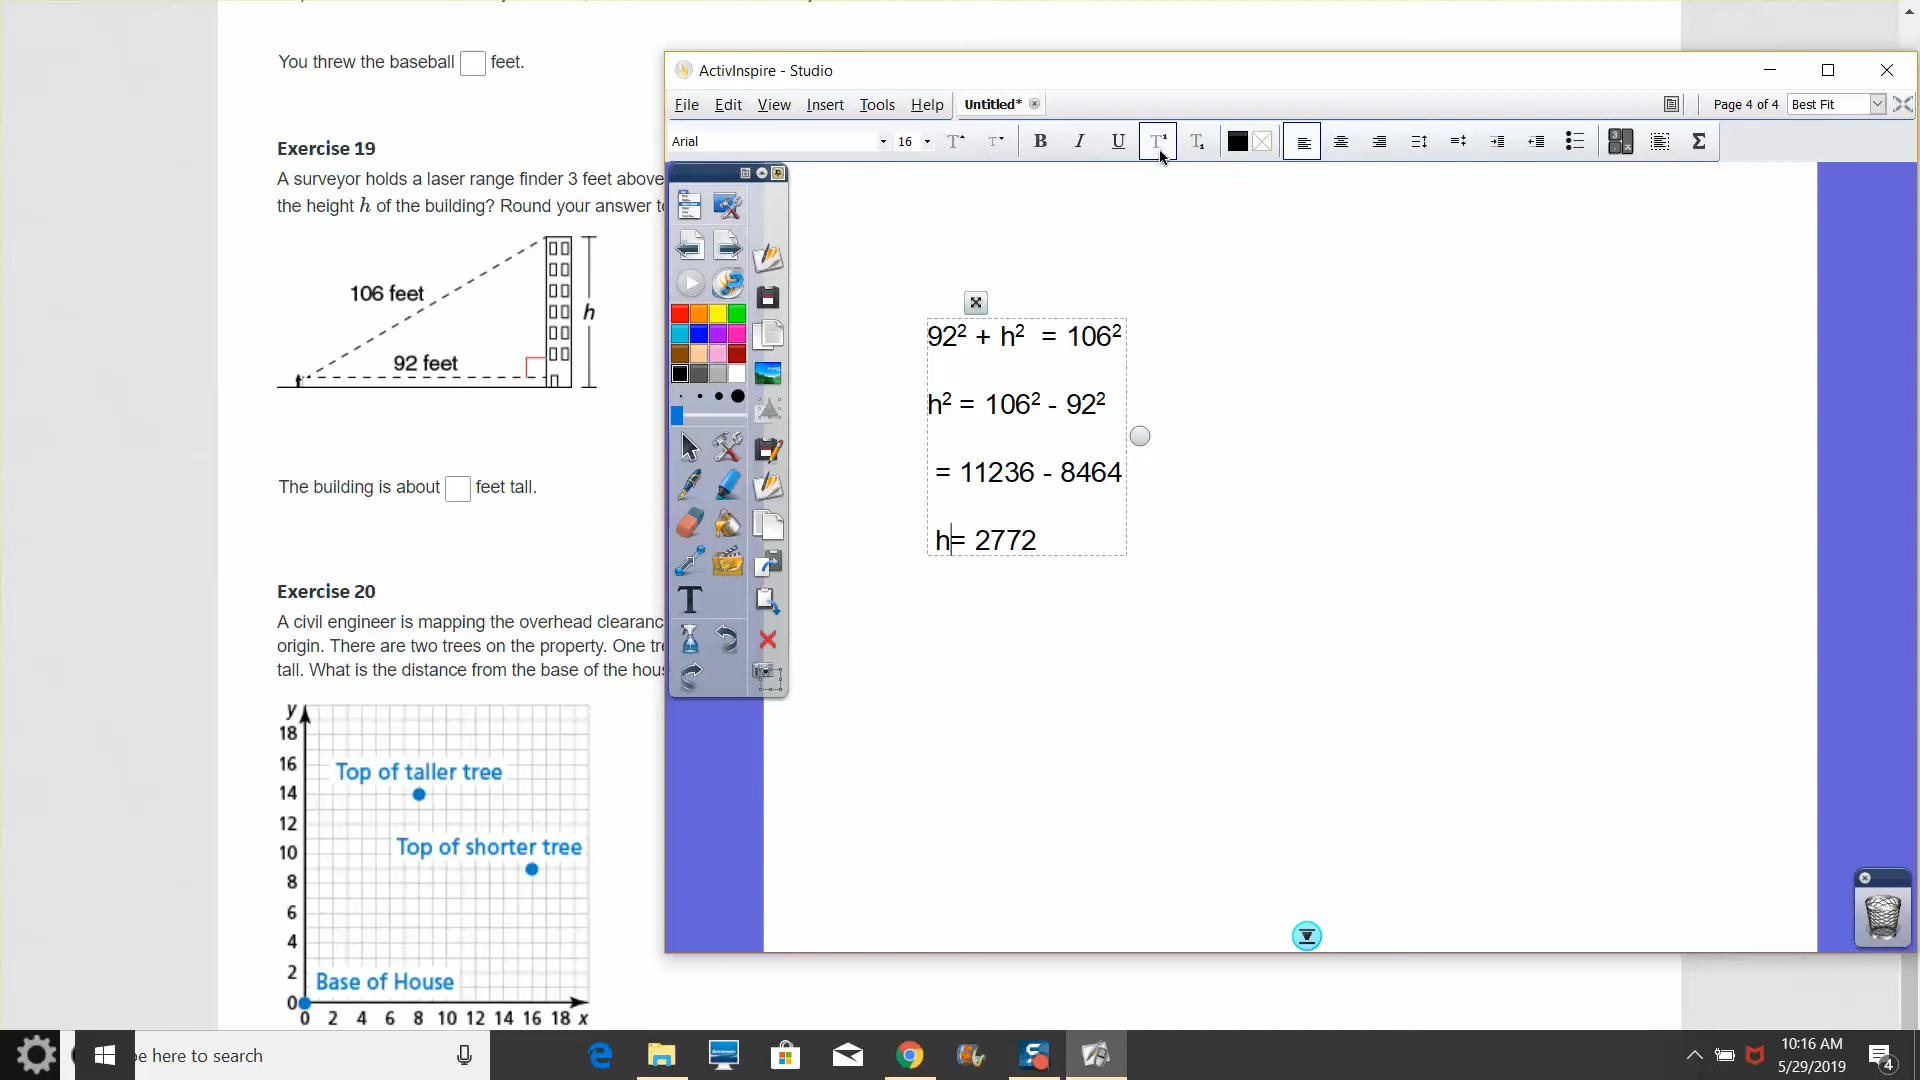 You threw the baseball feet.
Exercise 19
A surveyor holds a laser range finder 3 feet above
the height h of the building? Round your answer
106 feet
h
92 feet
The building is about feet tall.
Exercise 20
A civil engineer is mapping the overhead
origin. There are two trees on the property. One
tall. What is the distance from the base of the
y
18
16
14
12
10
8
6
4
2
0
Top of taller tree
Top of shorter tree
Base of House
0 2 4 6 8 10 12 14 16 18 x
ActivInspire - Studio
File Edit View Insert Tools Help Untitled* Page 4 of 4 Best Fit
Arial 16 B I U
92² + h² = 106²
h² = 106² - 92²
= 11236 - 8464
h= 2772
here to search
10:16 AM
5/29/2019
4